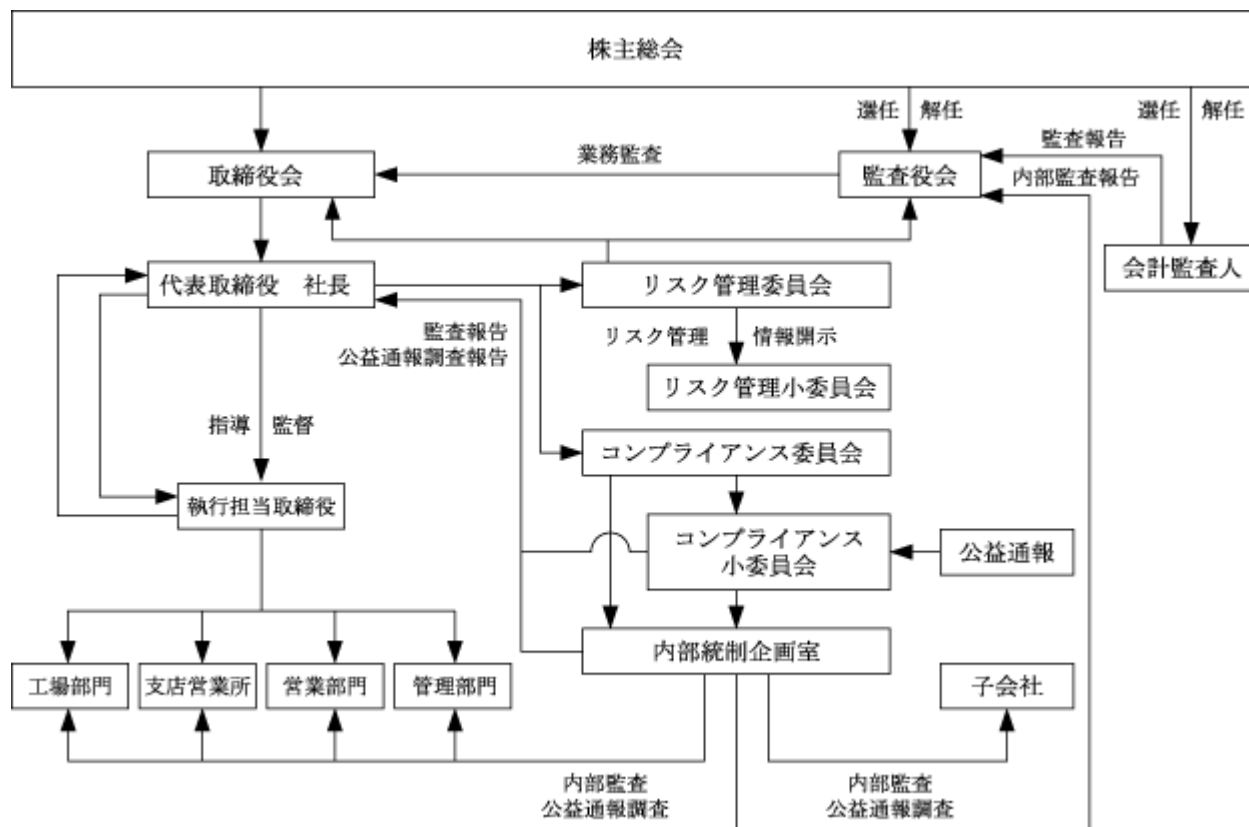 株主総会
選任 解任
選任 解任
監査報告
業務監査
取締役会
監査役会
内部監査報告
代表取締役 社長
リスク管理委員会
会計監査人
監査報告
公益通報調査報告
リスク管理 情報開示
リスク管理小委員会
指導 監督
コンプライアンス委員会
執行担当取締役
コンプライアンス
小委員会
公益通報
内部統制企画室
工場部門
支店営業所
営業部門
管理部門
子会社
内部監査
公益通報調査
内部監査
公益通報調査